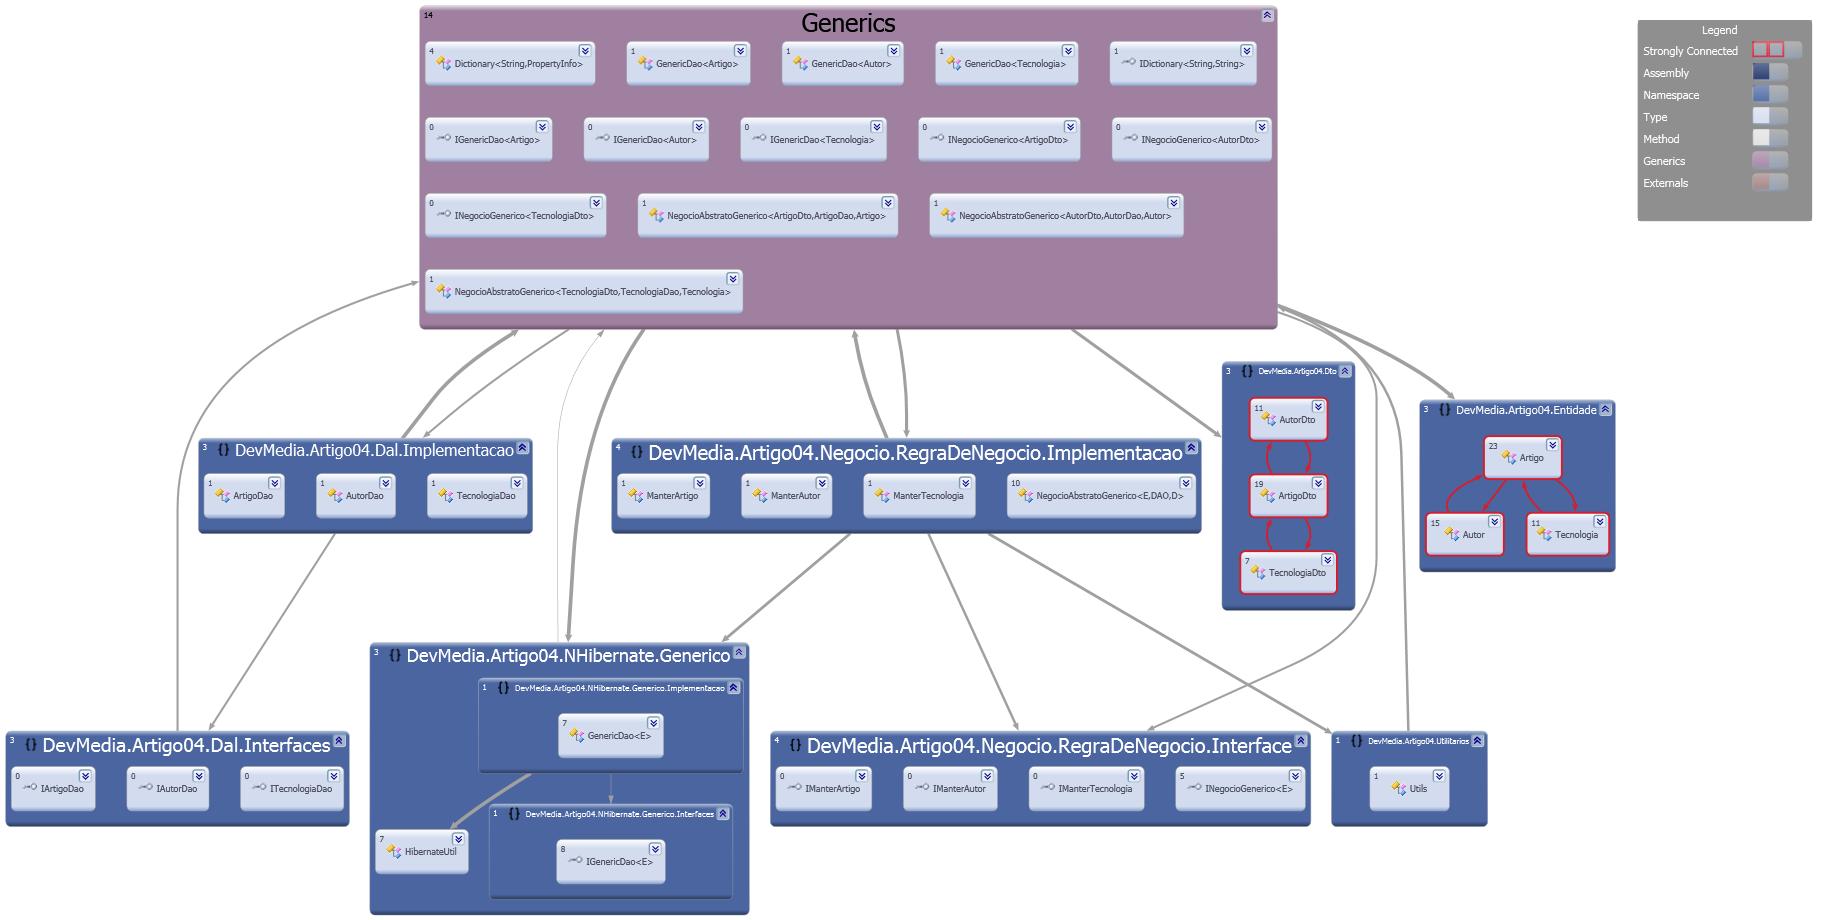 14
Generics
4
Dictionary<String,PropertyInfo>
1
GenericDao<Artigo>
1
GenericDao<Autor>
1
GenericDao<Tecnologia>
1
IDictionary<String,String>
0
IGenericDao<Artigo>
0
IGenericDao<Autor>
0
IGenericDao<Tecnologia>
0
INegocioGenerico<ArtigoDto>
0
INegocioGenerico<AutorDto>
0
INegocioGenerico<TecnologiaDto>
1
NegocioAbstratoGenerico<ArtigoDto,ArtigoDao,Artigo>
1
NegocioAbstratoGenerico<AutorDto,AutorDao,Autor>
1
NegocioAbstratoGenerico<TecnologiaDto,TecnologiaDao,Tecnologia>
Legend
Strongly Connected
Assembly
Namespace
Type
Method
Generics
Externals
3 {} DevMedia.Artigo04.Dal.Implementacao
1
ArtigoDao
1
AutorDao
1
TecnologiaDao
4 {} DevMedia.Artigo04.Negocio.RegraDeNegocio.Implementacao
1
ManterArtigo
1
ManterAutor
1
ManterTecnologia
10
NegocioAbstratoGenerico<E,DAO,D>
3 {} DevMedia.Artigo04.Dto
11
AutorDto
19
ArtigoDto
7
TecnologiaDto
3 {} DevMedia.Artigo04.Entidade
23
Artigo
15
Autor
11
Tecnologia
3 {} DevMedia.Artigo04.NHibernate.Generico
1 {} DevMedia.Artigo04.NHibernate.Generico.Implementacao
7
GenericDao<E>
7
HibernateUtil
1 {} DevMedia.Artigo04.NHibernate.Generico.Interfaces
8
IGenericDao<E>
3 {} DevMedia.Artigo04.Dal.Interfaces
0
IArtigoDao
0
IAutorDao
0
ITecnologiaDao
4 {} DevMedia.Artigo04.Negocio.RegraDeNegocio.Interface
0
IManterArtigo
0
IManterAutor
0
IManterTecnologia
5
INegocioGenerico<E>
1 {} DevMedia.Artigo04.Utilitarios
1
Utils